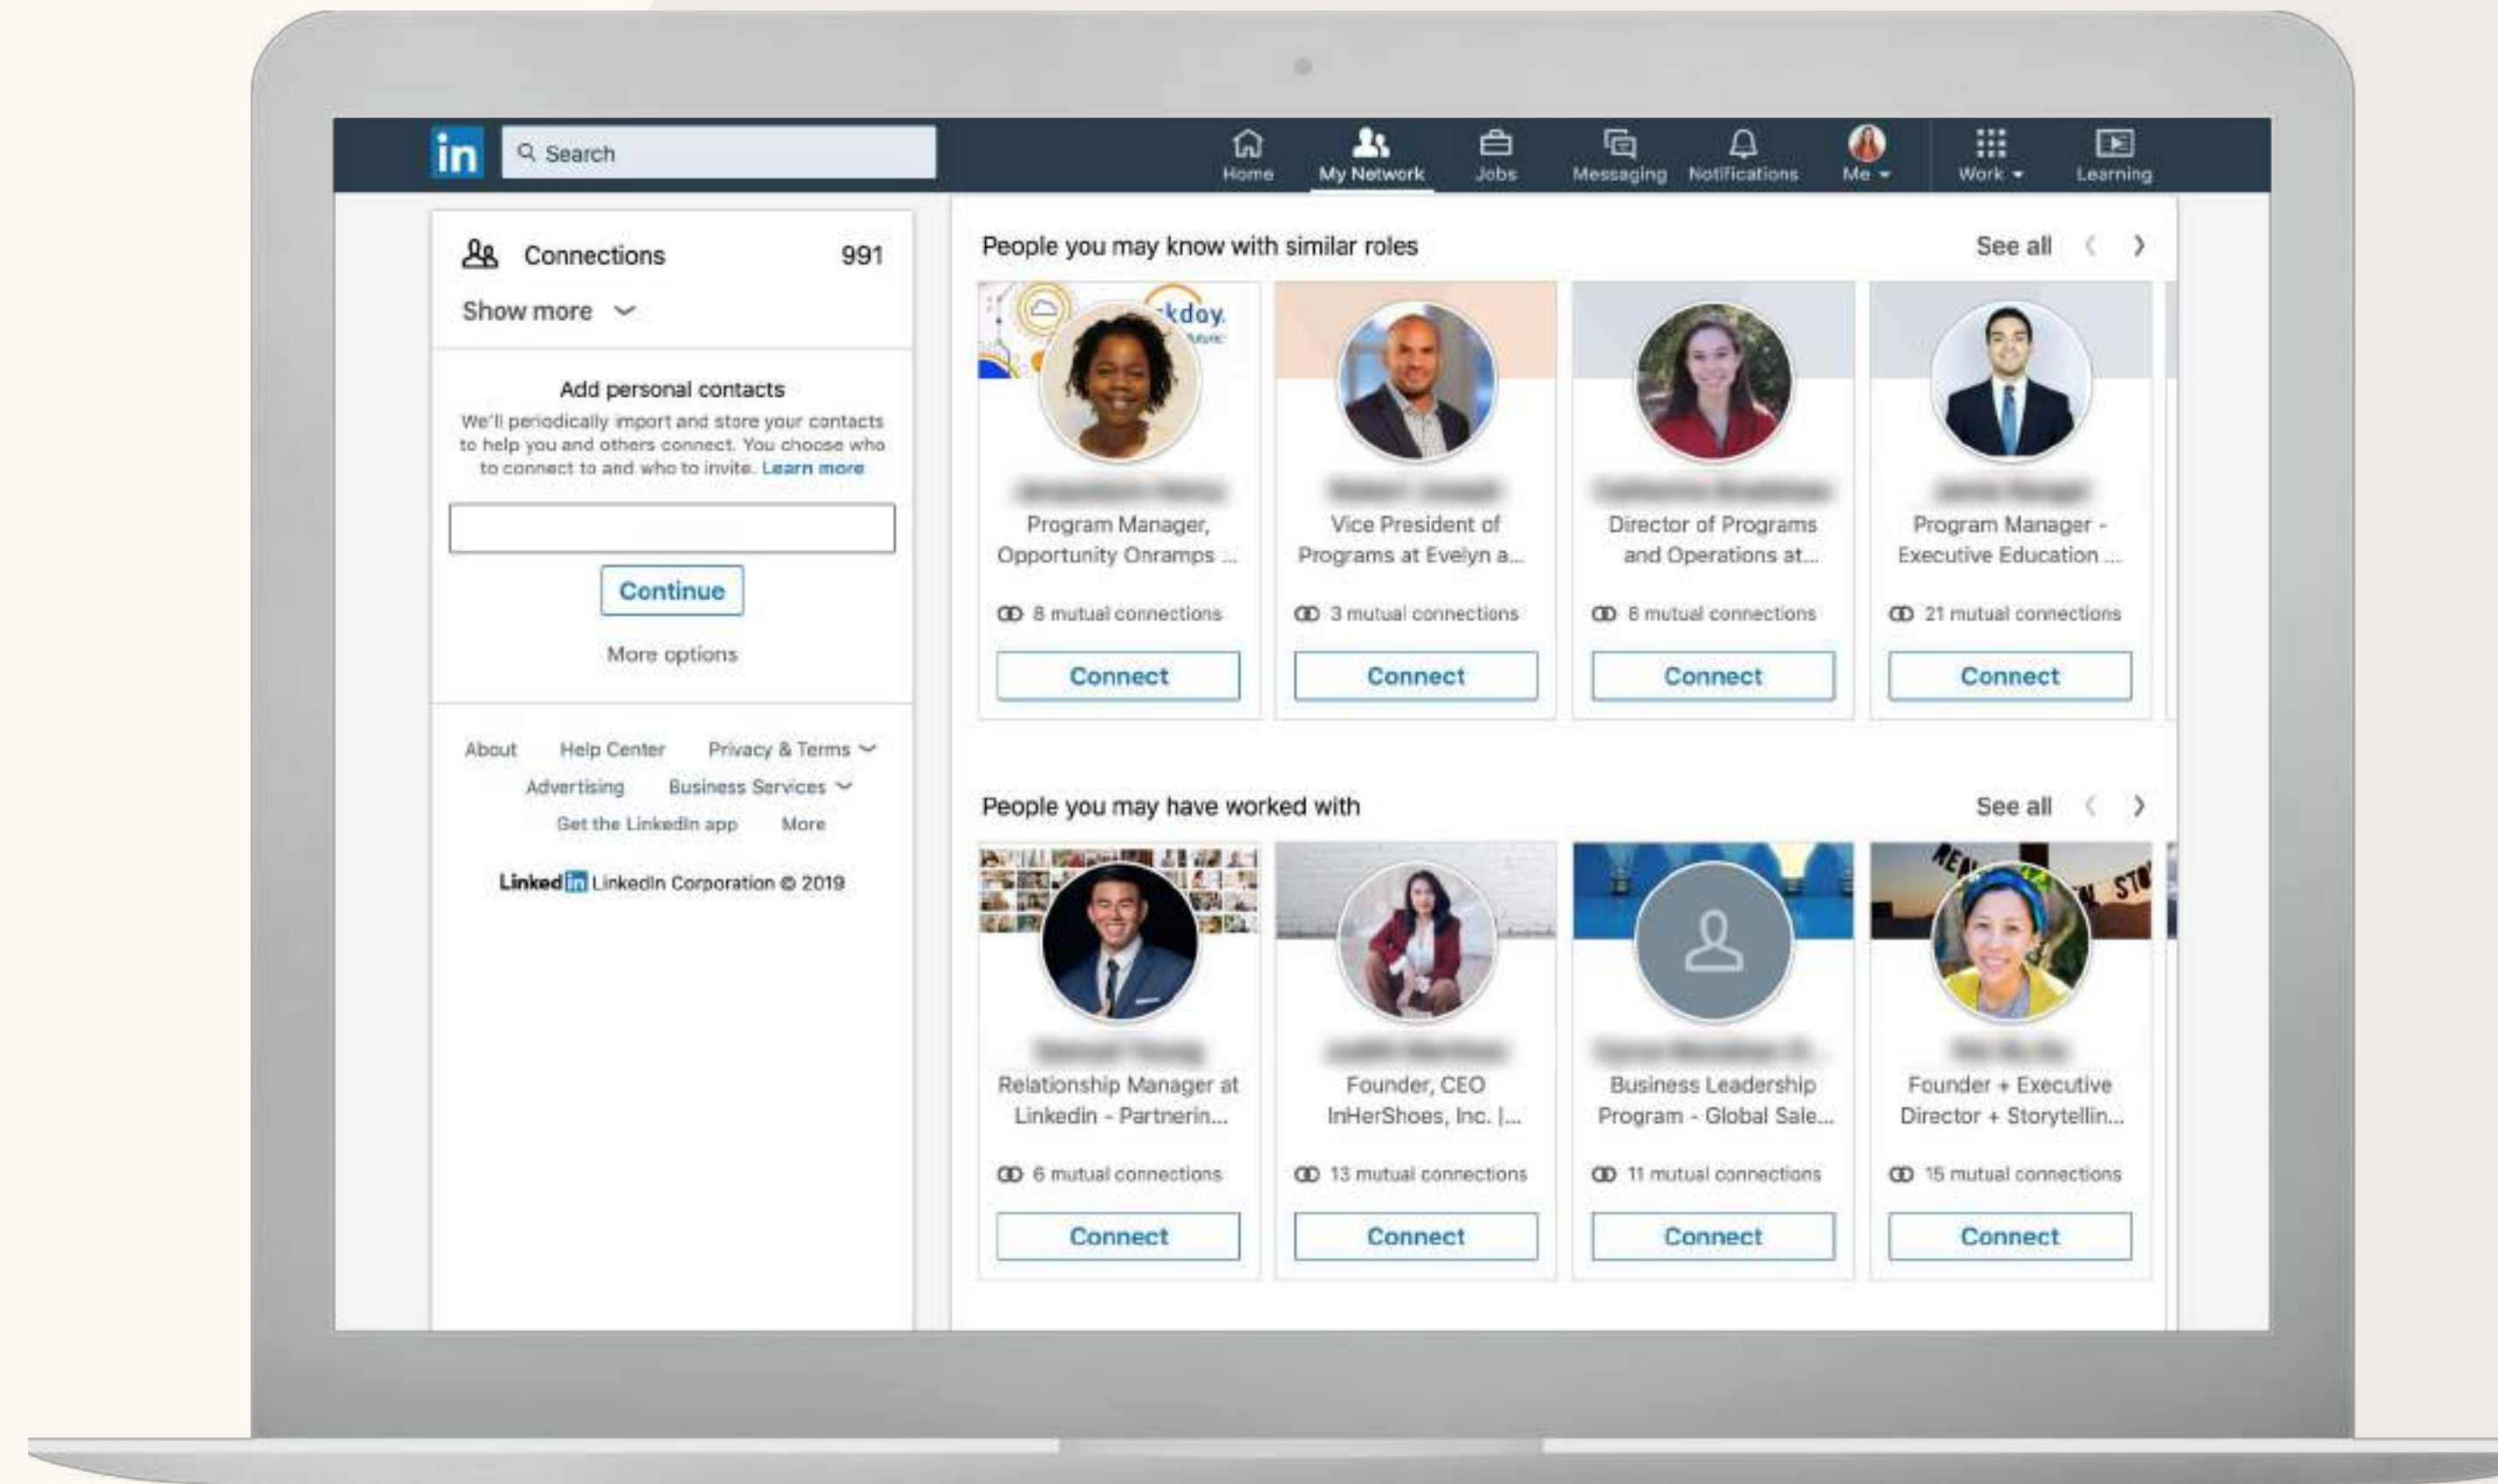 in
Search
Home
My Network
Jobs
Messaging
Notifications
Me
Work
Learning
Connections 991
Show more
Add personal contacts
We'll periodically import and store your contacts
to help you and others connect. You choose who
to connect to and who to invite. Learn more
Continue
More options
About Help Center Privacy & Terms
Advertising Business Services
Get the LinkedIn app More
Linked in LinkedIn Corporation © 2019
People you may know with similar roles
See all
kday.
Program Manager,
Opportunity Onramps ...
8 mutual connections
Connect
Vice President of
Programs at Evelyn a...
3 mutual connections
Connect
Director of Programs
and Operations at...
8 mutual connections
Connect
Program Manager -
Executive Education ...
21 mutual connections
Connect
People you may have worked with
See all
Relationship Manager at
Linkedin - Partnerin...
6 mutual connections
Connect
Founder, CEO
InHerShoes, Inc. |...
13 mutual connections
Connect
Business Leadership
Program - Global Sale...
11 mutual connections
Connect
Founder + Executive
Director + Storytellin...
15 mutual connections
Connect